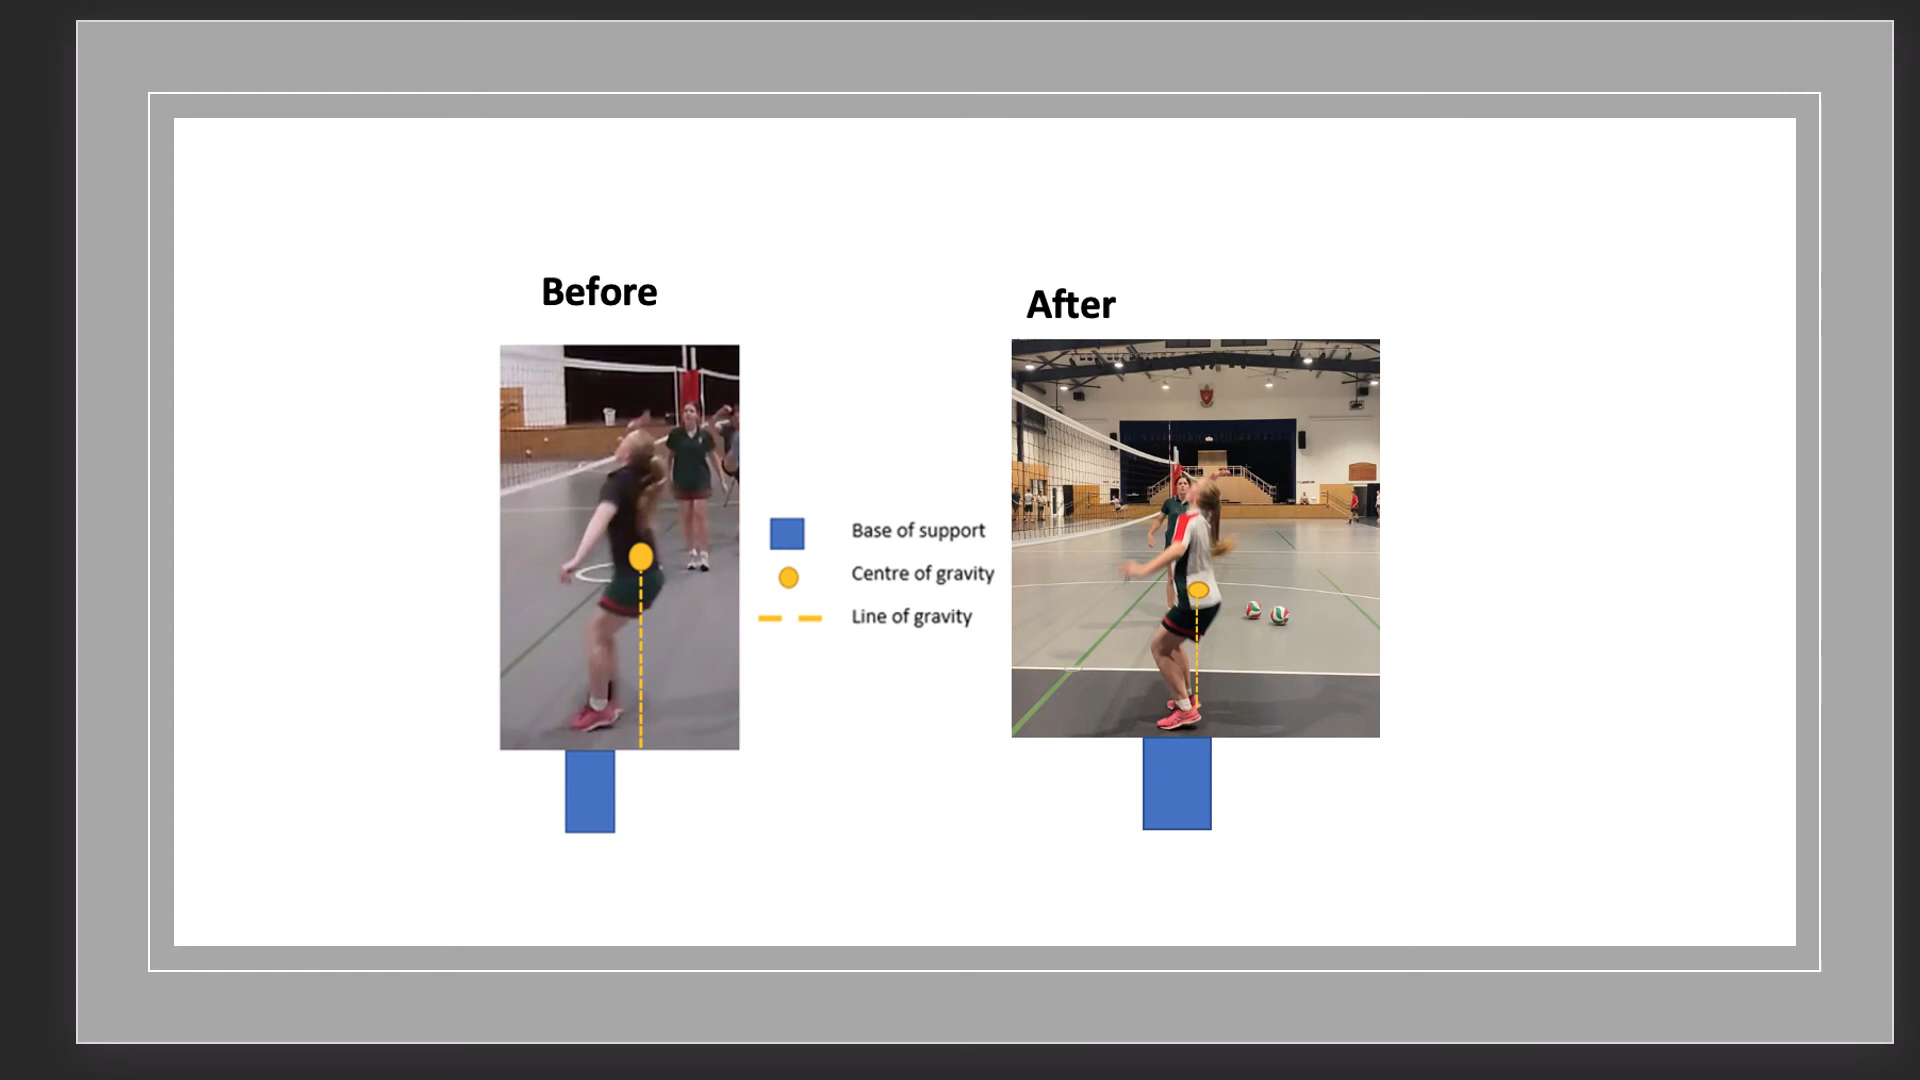 Before
After
Base of support
Centre of gravity
Line of gravity